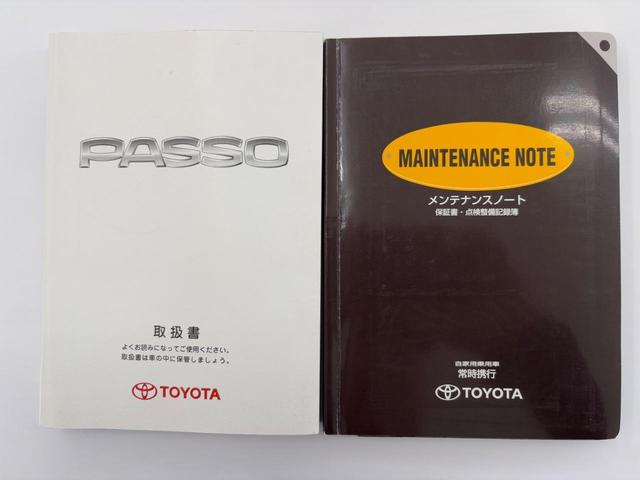 PASSO
取扱書
よくお読みになってご使用ください。
取扱書は車の中に保管しましょう。
TOYOTA
MAINTENANCE NOTE
メンテナンスノート
保証書・点検整備記録簿
自家用乗用車
常時携行
TOYOTA